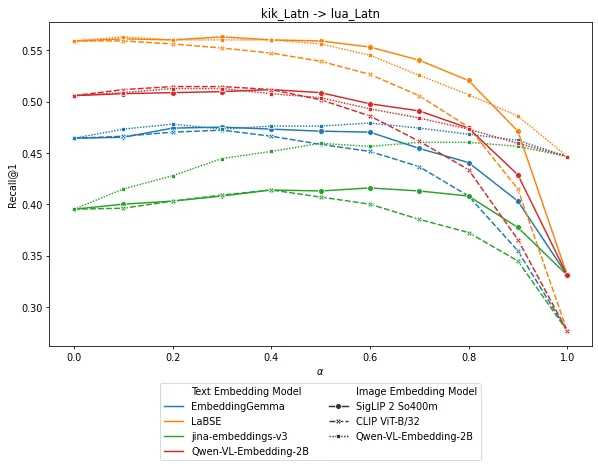 kik_Latn -> lua_Latn
Recall@1
0.55
0.50
0.45
0.40
0.35
0.30
0.0
0.2
0.4
0.6
0.8
1.0
α
Text Embedding Model
EmbeddingGemma
LaBSE
jina-embeddings-v3
Qwen-VL-Embedding-2B
Image Embedding Model
SigLIP 2 So400m
CLIP ViT-B/32
Qwen-VL-Embedding-2B